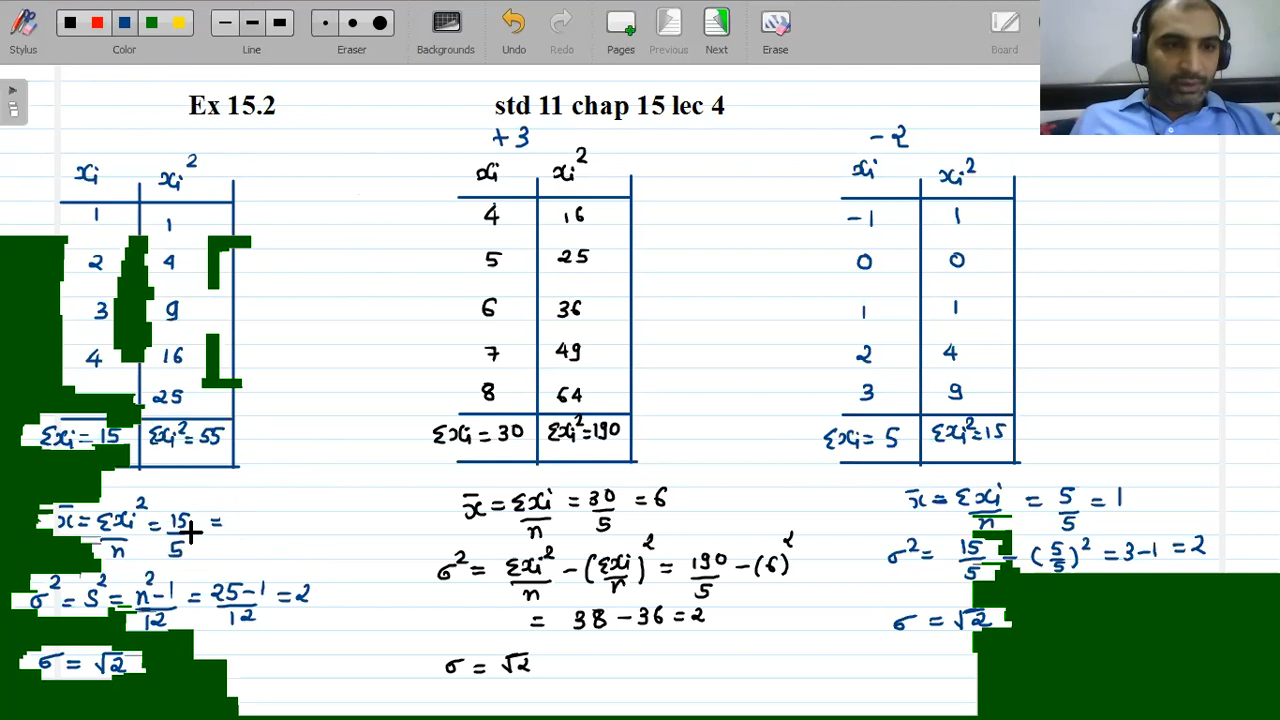 Stylus Color Line Eraser Backgrounds Undo Redo Pages Previous Next Erase Board
Ex 15.2
std 11 chap 15 lec 4
xi xi²
1 1
2 4
3 9
4 16
25
Σxi = 15 Σxi² = 55
x̄ = Σxi²/n = 15/5 =
σ² = S² = n²-1/12 = 25-1/12 = 2
σ = √2
+3
xi xi²
4 16
5 25
6 36
7 49
8 64
Σxi = 30 Σxi² = 190
x̄ = Σxi/n = 30/5 = 6
σ² = Σxi²/n - (Σxi/n)² = 190/5 - (6)²
= 38 - 36 = 2
σ = √2
-2
xi xi²
-1 1
0 0
1 1
2 4
3 9
Σxi = 5 Σxi² = 15
x̄ = Σxi/n = 5/5 = 1
σ² = 15/5 - (5/5)² = 3-1 = 2
σ = √2